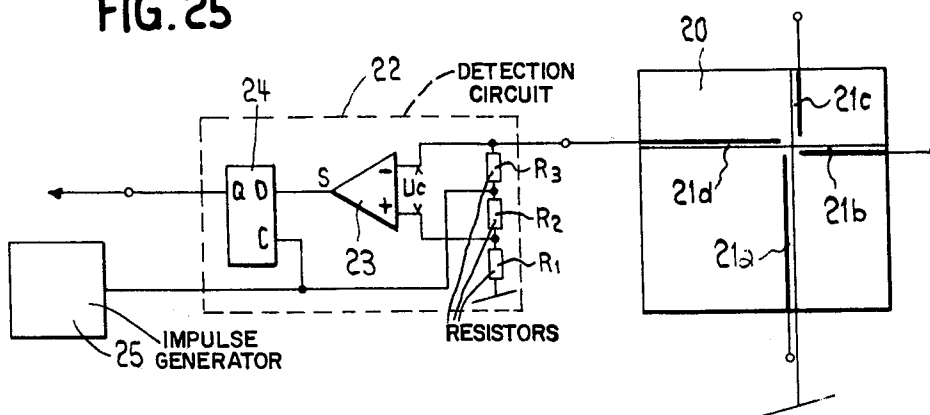 FIG. 25
20
22
DETECTION
CIRCUIT
24
21c
S
-
R3
Q D
Uc
21d
21b
+
R2
C
23
21a
R1
RESISTORS
IMPULSE
25 GENERATOR